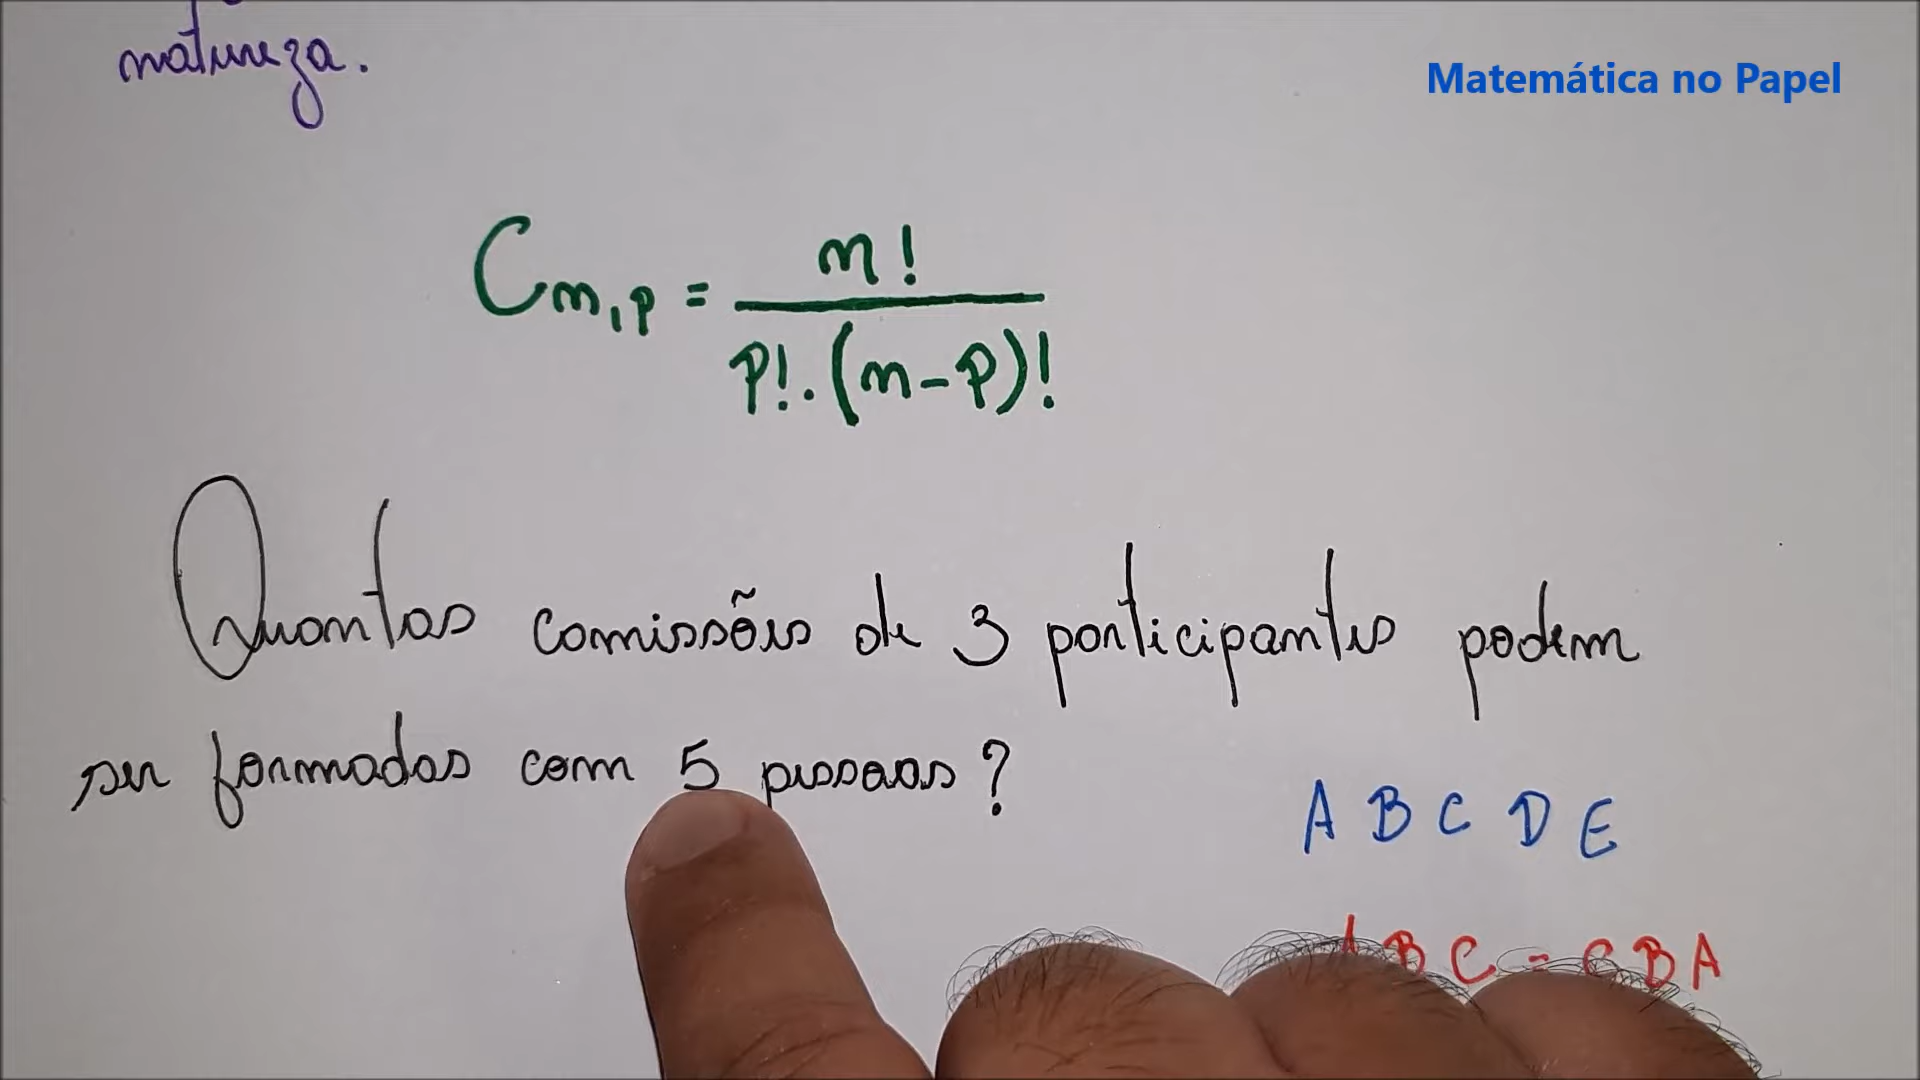 natureza.
Matemática no Papel
Cn,p = n!
p!.(n-p)!
Quantas comissões de 3 participantes podem
ser formadas com 5 pessoas?
A B C D E
A B C = C B A